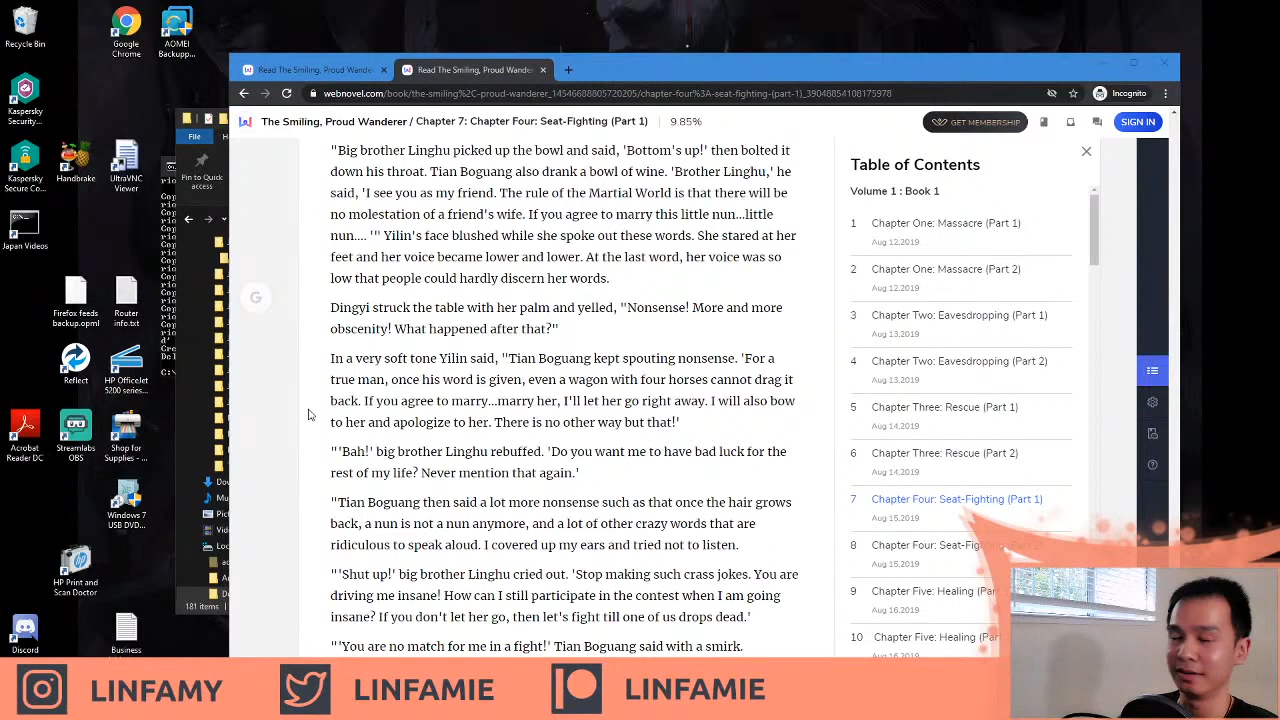 Recycle Bin
Google Chrome
AOMEI Backupp...
Kaspersky Security...
Kaspersky Secure Co...
Handbrake
UltraVNC Viewer
Japan Videos
Firefox feeds backup.opml
Router info.txt
Reflect
HP OfficeJet 5200 series...
Acrobat Reader DC
Streamlabs OBS
Shop for Supplies - ...
Windows 7 USB DVD...
HP Print and Scan Doctor
Discord
Business
File
Pin to Quick access
181 items
Read The Smiling, Proud Wande
Read The Smiling, Proud Wande
webnovel.com/book/the-smiling%2C-proud-wanderer_14546688805720205/chapter-four%3A-seat-fighting-(part-1)_39048854108175978
Incognito
The Smiling, Proud Wanderer / Chapter 7: Chapter Four: Seat-Fighting (Part 1)
9.85%
GET MEMBERSHIP
SIGN IN
"Big brother Linghu picked up the bowl and said, 'Bottom's up!' then bolted it
down his throat. Tian Boguang also drank a bowl of wine. 'Brother Linghu,' he
said, 'I see you as my friend. The rule of the Martial World is that there will be
no molestation of a friend's wife. If you agree to marry this little nun...little
nun.... '" Yilin's face blushed while she spoke out these words. She stared at her
feet and her voice became lower and lower. At the last word, her voice was so
low that people could hardly discern her words.
Dingyi struck the table with her palm and yelled, "Nonsense! More and more
obscenity! What happened after that?"
In a very soft tone Yilin said, "Tian Boguang kept spouting nonsense. 'For a
true man, once his word is given, even a wagon with four horses cannot drag it
back. If you agree to marry...marry her, I'll let her go right away. I will also bow
to her and apologize to her. There is no other way but that!'
"'Bah!' big brother Linghu rebuffed. 'Do you want me to have bad luck for the
rest of my life? Never mention that again.'
"Tian Boguang then said a lot more nonsense such as that once the hair grows
back, a nun is not a nun anymore, and a lot of other crazy words that are
ridiculous to speak aloud. I covered up my ears and tried not to listen.
"'Shut up!' big brother Linghu cried out. 'Stop making such crass jokes. You are
driving me insane! How can I still participate in the contest when I am going
insane? If you don't let her go, then let's fight till one of us drops dead.'
"'You are no match for me in a fight!' Tian Boguang said with a smirk.
Table of Contents
Volume 1 : Book 1
1 Chapter One: Massacre (Part 1)
Aug 12,2019
2 Chapter One: Massacre (Part 2)
Aug 12,2019
3 Chapter Two: Eavesdropping (Part 1)
Aug 13,2019
4 Chapter Two: Eavesdropping (Part 2)
Aug 13,2019
5 Chapter Three: Rescue (Part 1)
Aug 14,2019
6 Chapter Three: Rescue (Part 2)
Aug 14,2019
7 Chapter Four: Seat-Fighting (Part 1)
Aug 15,2019
8 Chapter Four: Seat-Fighting
Aug 15,2019
9 Chapter Five: Healing
Aug 16,2019
10 Chapter Five: Healing
Aug 16,2019
LINFAMY
LINFAMIE
LINFAMIE